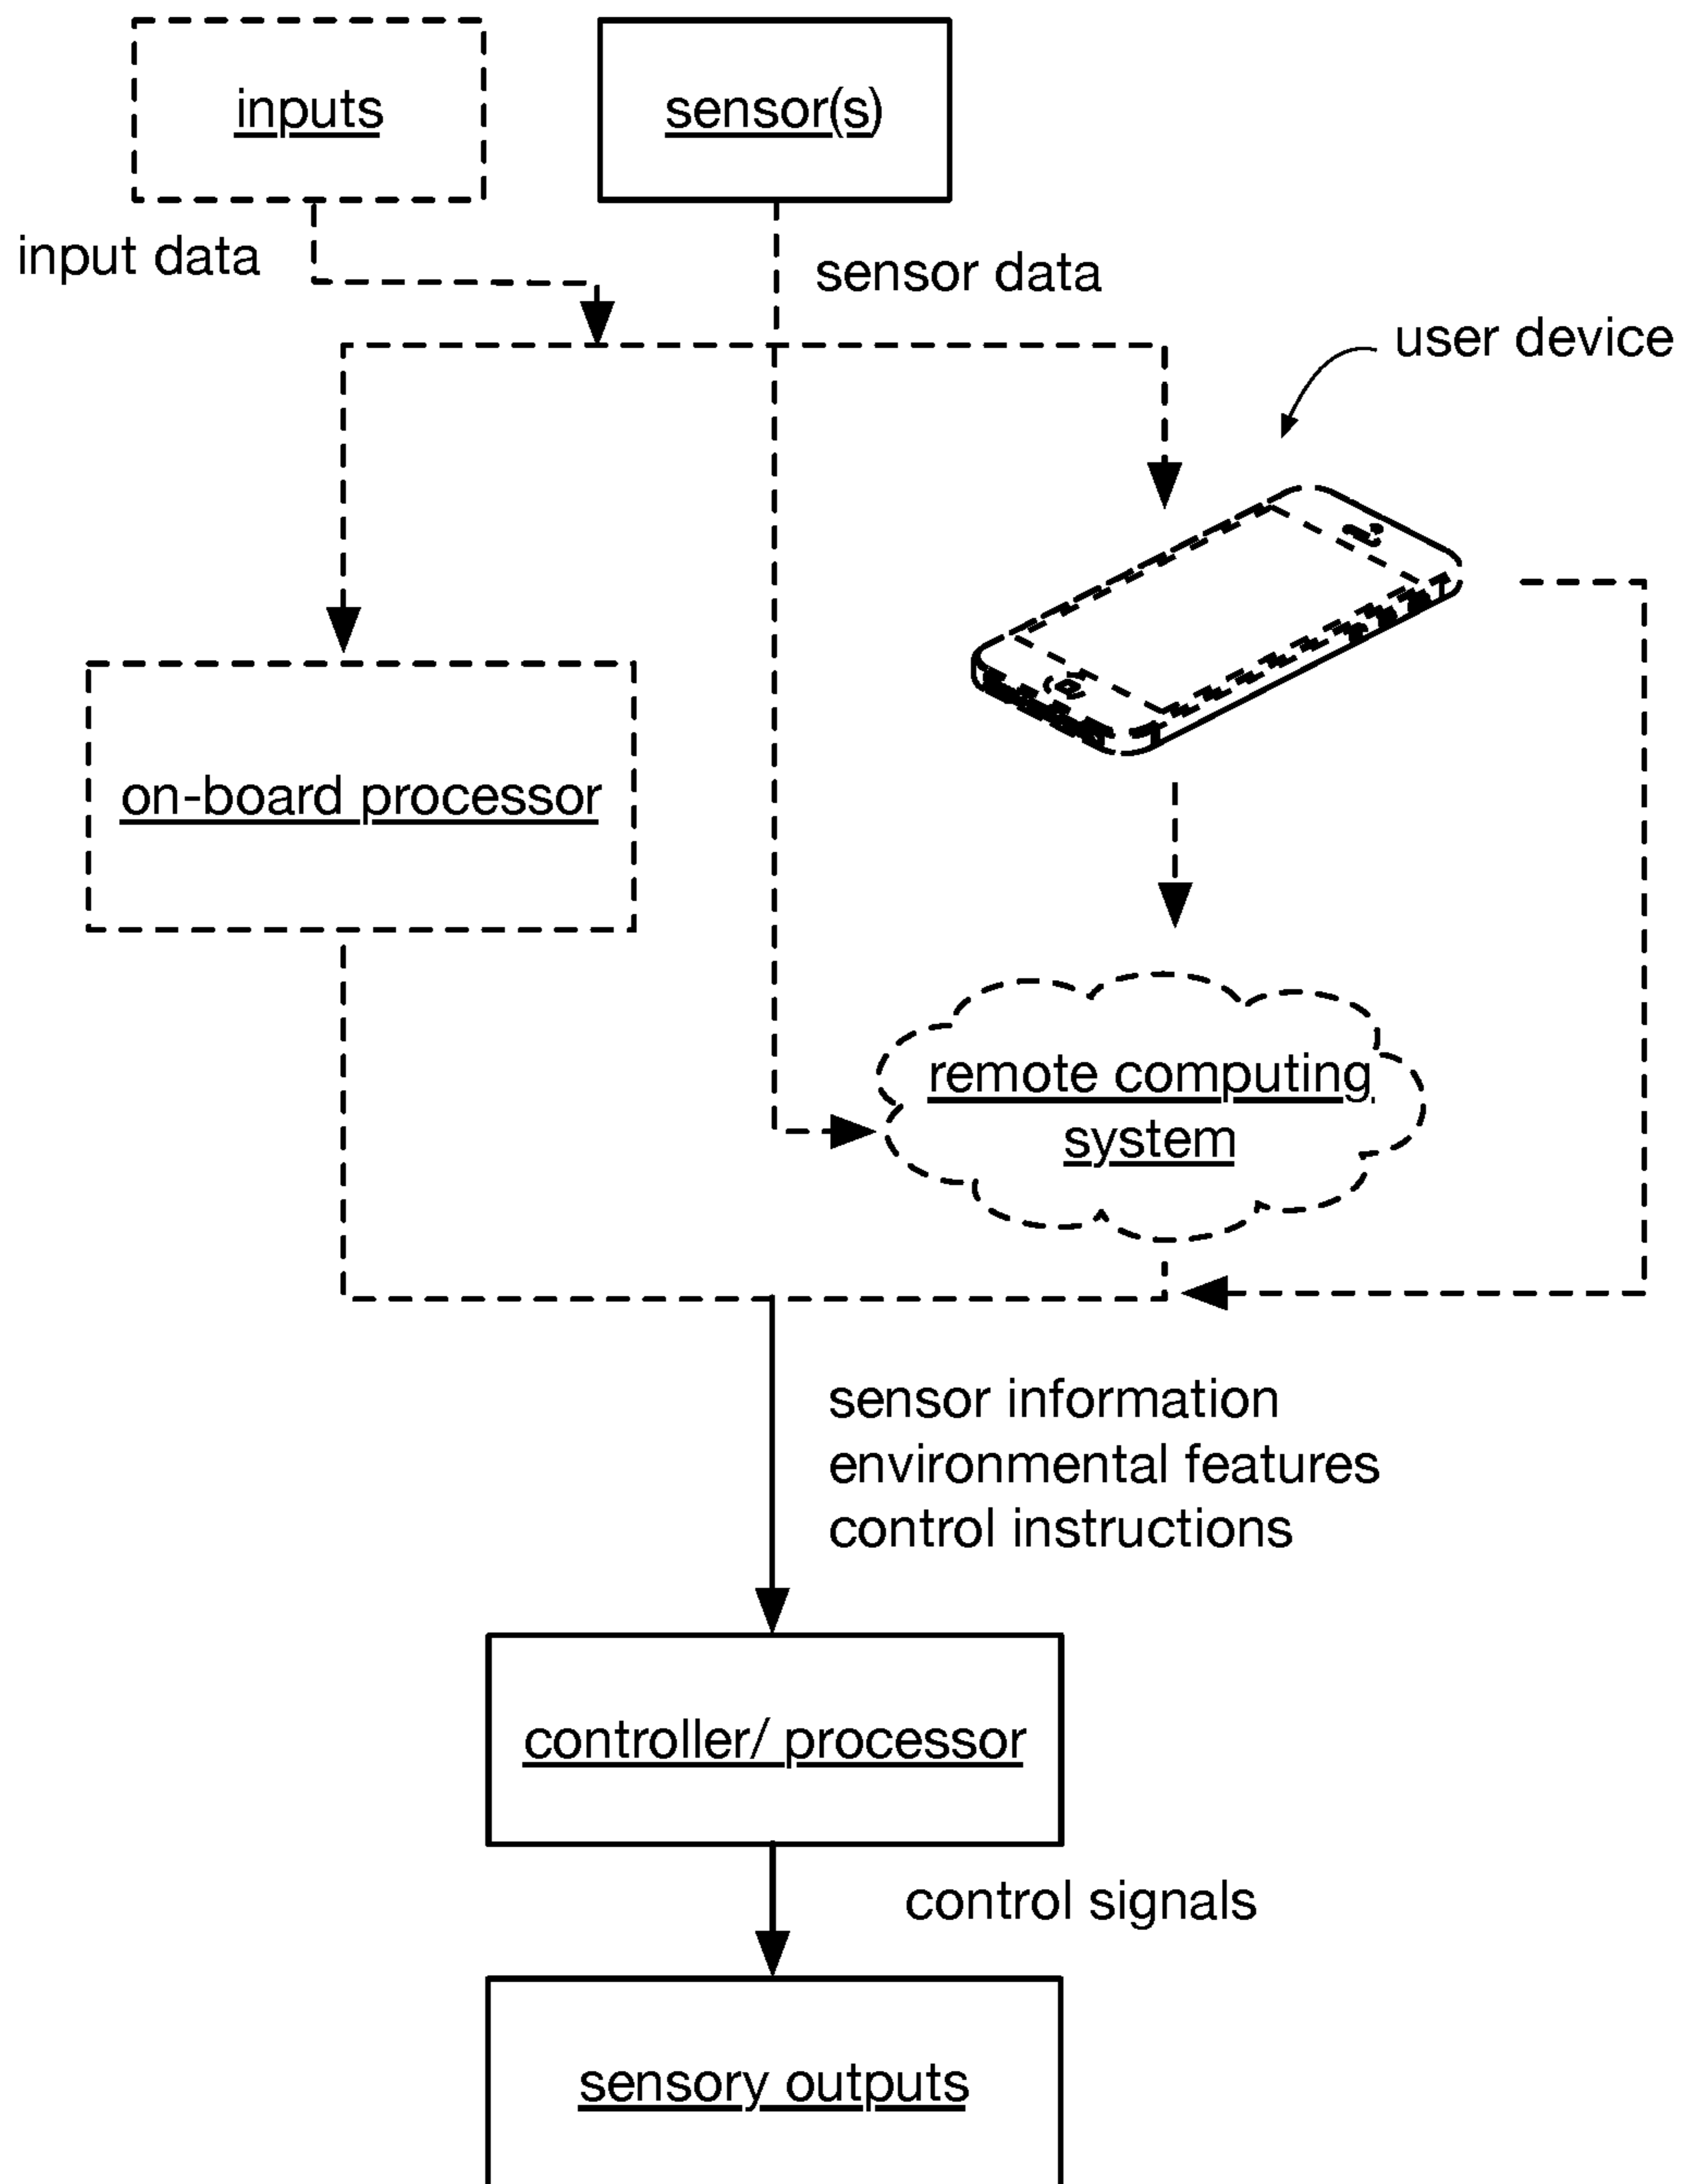 inputs
sensor(s)
input data
sensor data
user device
on-board processor
remote computing
system
sensor information
environmental features
control instructions
controller/ processor
control signals
sensory outputs